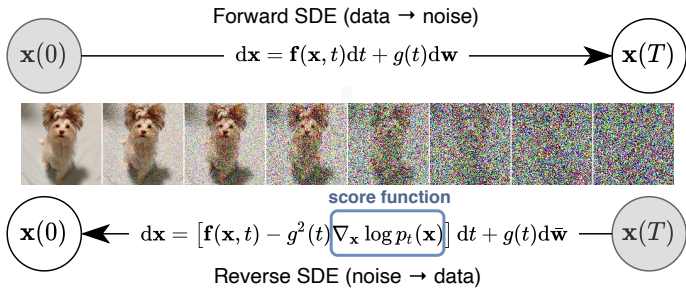 Forward SDE (data → noise)
x(0) dx = f(x, t)dt + g(t)dw x(T)
score function
x(0) dx = [f(x, t) − g²(t)∇ₓ log pₜ(x)] dt + g(t)dw̄ x(T)
Reverse SDE (noise → data)